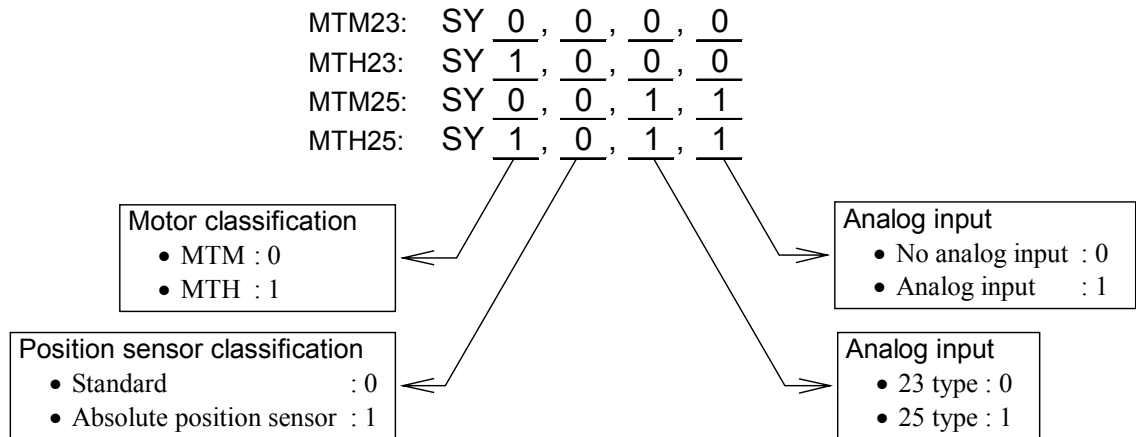 MTM23: SY 0, 0, 0, 0
MTH23: SY 1, 0, 0, 0
MTM25: SY 0, 0, 1, 1
MTH25: SY 1, 0, 1, 1
Motor classification
• MTM : 0
• MTH : 1
Analog input
• No analog input : 0
• Analog input : 1
Position sensor classification
• Standard : 0
• Absolute position sensor : 1
Analog input
• 23 type : 0
• 25 type : 1